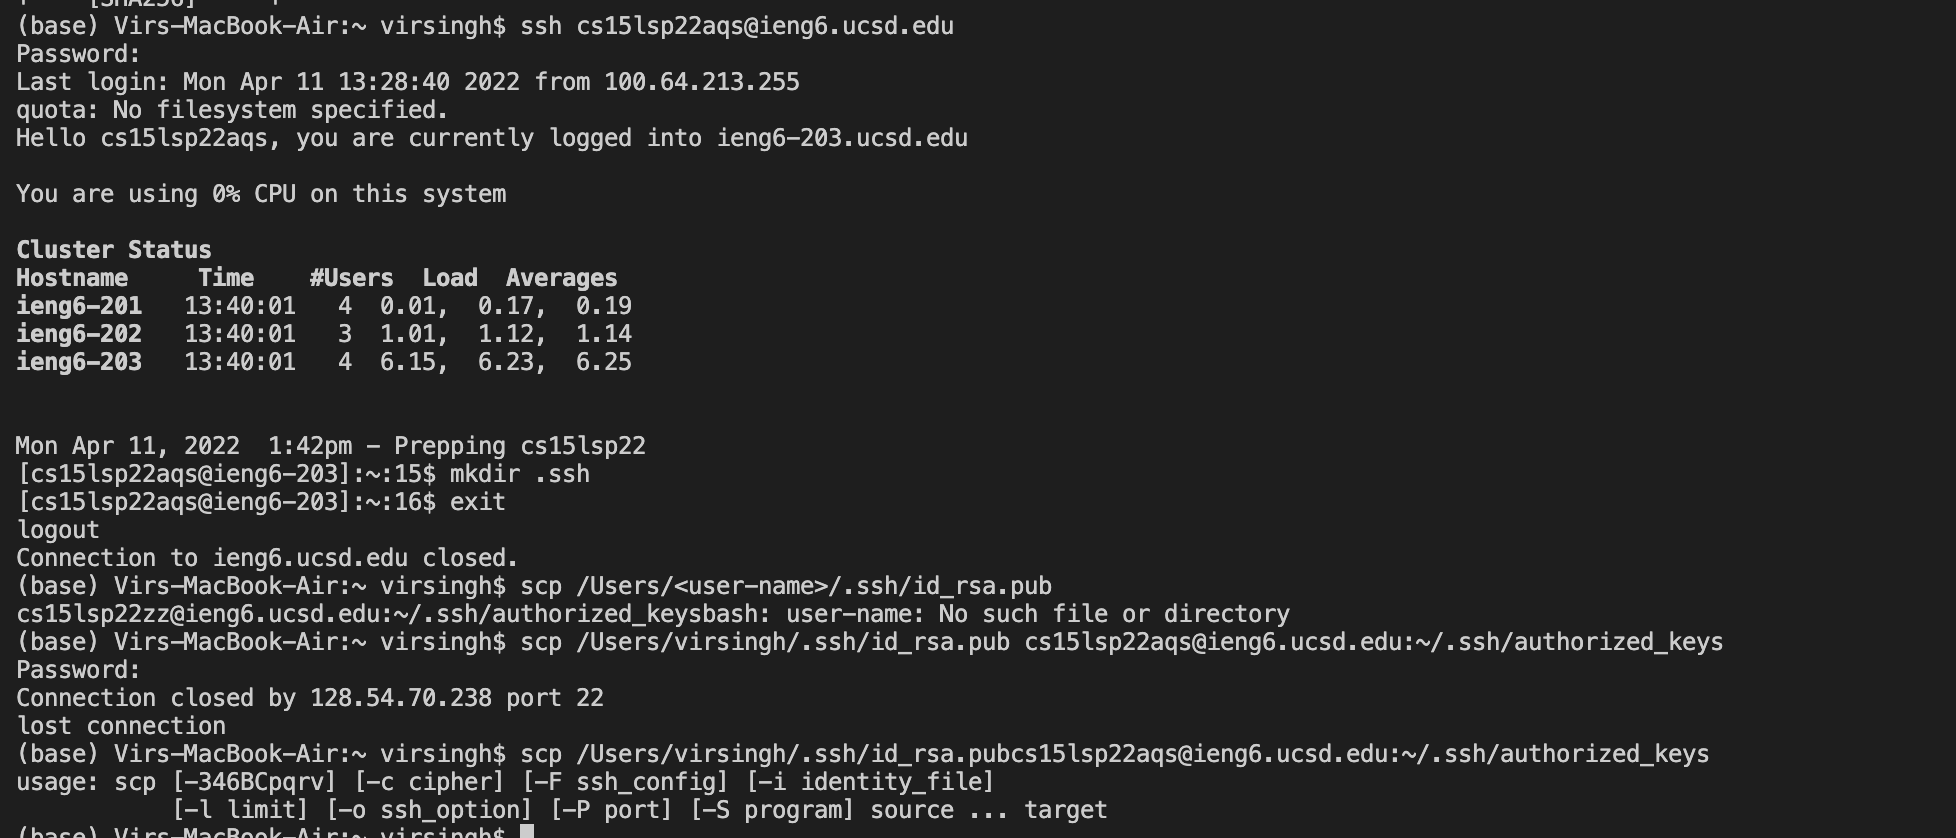 [SHA256]
(base) Virs-MacBook-Air:~ virsingh$ ssh cs15lsp22aqs@ieng6.ucsd.edu
Password:
Last login: Mon Apr 11 13:28:40 2022 from 100.64.213.255
quota: No filesystem specified.
Hello cs15lsp22aqs, you are currently logged into ieng6-203.ucsd.edu
You are using 0% CPU on this system
Cluster Status
Hostname     Time    #Users  Load  Averages
ieng6-201   13:40:01   4  0.01,  0.17,  0.19
ieng6-202   13:40:01   3  1.01,  1.12,  1.14
ieng6-203   13:40:01   4  6.15,  6.23,  6.25
Mon Apr 11, 2022  1:42pm - Prepping cs15lsp22
[cs15lsp22aqs@ieng6-203]:~:15$ mkdir .ssh
[cs15lsp22aqs@ieng6-203]:~:16$ exit
logout
Connection to ieng6.ucsd.edu closed.
(base) Virs-MacBook-Air:~ virsingh$ scp /Users/<user-name>/.ssh/id_rsa.pub
cs15lsp22zz@ieng6.ucsd.edu:~/.ssh/authorized_keysbash: user-name: No such file or directory
(base) Virs-MacBook-Air:~ virsingh$ scp /Users/virsingh/.ssh/id_rsa.pub cs15lsp22aqs@ieng6.ucsd.edu:~/.ssh/authorized_keys
Password:
Connection closed by 128.54.70.238 port 22
lost connection
(base) Virs-MacBook-Air:~ virsingh$ scp /Users/virsingh/.ssh/id_rsa.pubcs15lsp22aqs@ieng6.ucsd.edu:~/.ssh/authorized_keys
usage: scp [-346BCpqrv] [-c cipher] [-F ssh_config] [-i identity_file]
           [-l limit] [-o ssh_option] [-P port] [-S program] source ... target
(base) Virs-MacBook-Air:~ virsingh$